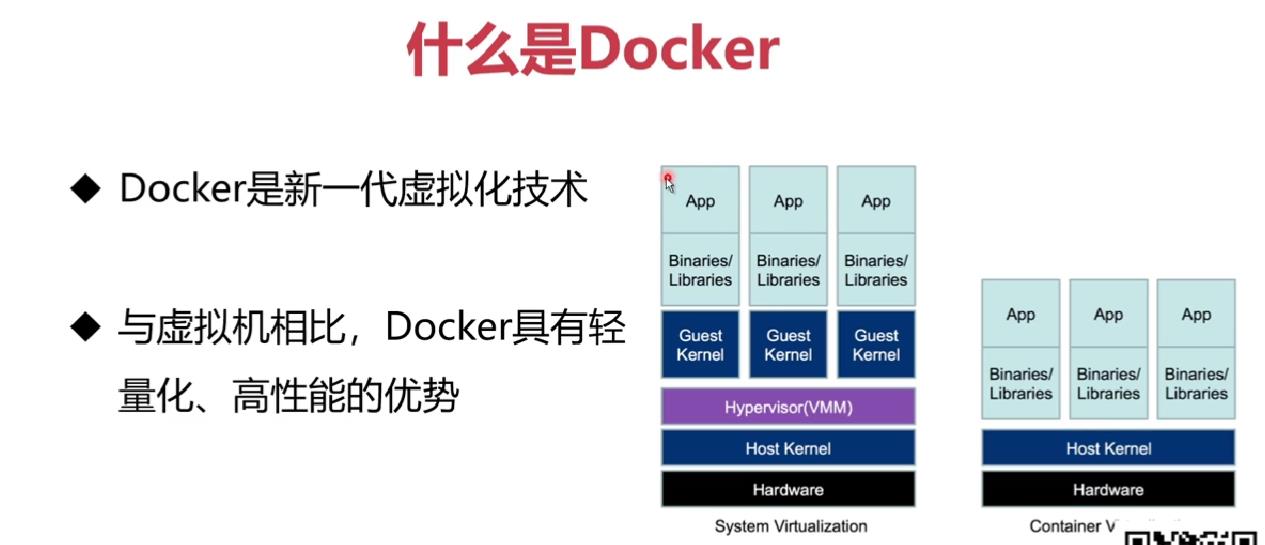 什么是Docker
◆ Docker是新一代虚拟化技术
◆ 与虚拟机相比，Docker具有轻
量化、高性能的优势
App App App
Binaries/ Binaries/ Binaries/
Libraries Libraries Libraries
Guest Guest Guest
Kernel Kernel Kernel
Hypervisor(VMM)
Host Kernel
Hardware
System Virtualization
App App App
Binaries/ Binaries/ Binaries/
Libraries Libraries Libraries
Host Kernel
Hardware
Container